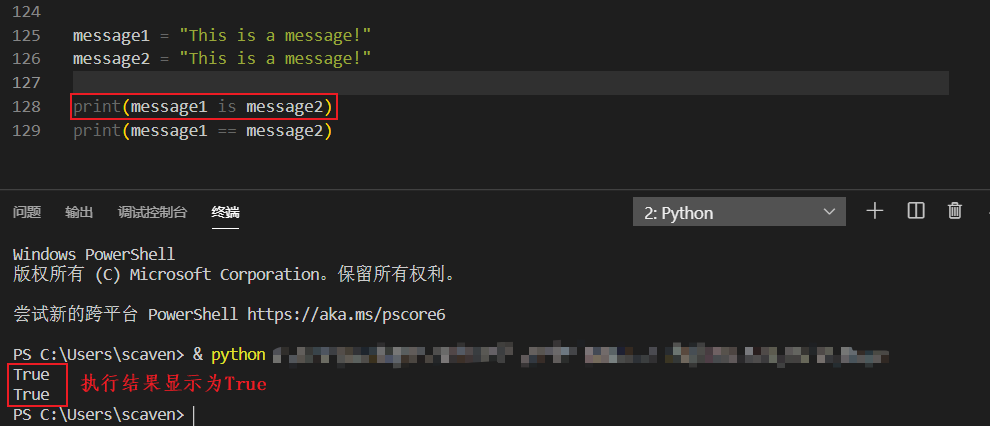 124
125 message1 = "This is a message!"
126 message2 = "This is a message!"
127
128 print(message1 is message2)
129 print(message1 == message2)
问题 输出 调试控制台 终端 2: Python
Windows PowerShell
版权所有 (C) Microsoft Corporation。保留所有权利。
尝试新的跨平台 PowerShell https://aka.ms/pscore6
PS C:\Users\scaven> & python
True
True
执行结果显示为True
PS C:\Users\scaven>